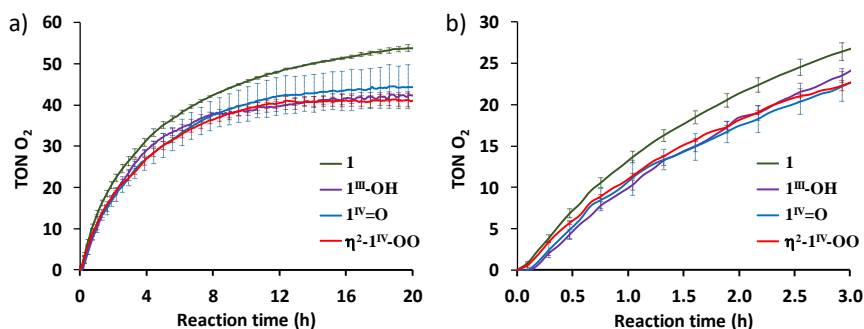 a)
TON O₂
60
50
40
30
20
10
0
0
4
8
12
16
20
Reaction time (h)
1
1ᴵᴵᴵ-OH
1ᴵⱽ=O
η²-1ᴵⱽ-OO
b)
TON O₂
30
25
20
15
10
5
0
0.0
0.5
1.0
1.5
2.0
2.5
3.0
Reaction time (h)
1
1ᴵᴵᴵ-OH
1ᴵⱽ=O
η²-1ᴵⱽ-OO